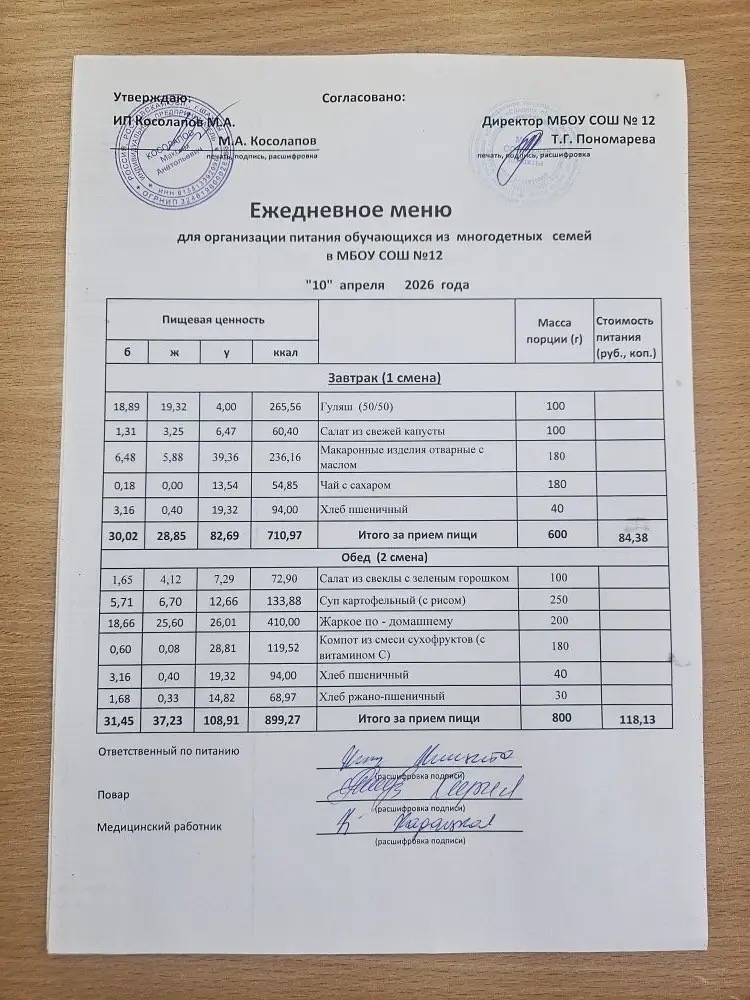 Утверждаю: Согласовано:
ИП Косолапов М.А. Директор МБОУ СОШ № 12
М.А. Косолапов Т.Г. Пономарева
печать, подпись, расшифровка печать, подпись, расшифровка
КОСОЛАПОВ
Анатольевич
Ежедневное меню
для организации питания обучающихся из многодетных семей
в МБОУ СОШ №12
"10" апреля 2026 года
Пищевая ценность Масса порции (г) Стоимость питания (руб., коп.)
б ж у ккал
Завтрак (1 смена)
18,89 19,32 4,00 265,56 Гуляш (50/50) 100
1,31 3,25 6,47 60,40 Салат из свежей капусты 100
6,48 5,88 39,36 236,16 Макаронные изделия отварные с маслом 180
0,18 0,00 13,54 54,85 Чай с сахаром 180
3,16 0,40 19,32 94,00 Хлеб пшеничный 40
30,02 28,85 82,69 710,97 Итого за прием пищи 600 84,38
Обед (2 смена)
1,65 4,12 7,29 72,90 Салат из свеклы с зеленым горошком 100
5,71 6,70 12,66 133,88 Суп картофельный (с рисом) 250
18,66 25,60 26,01 410,00 Жаркое по - домашнему 200
0,60 0,08 28,81 119,52 Компот из смеси сухофруктов (с витамином С) 180
3,16 0,40 19,32 94,00 Хлеб пшеничный 40
1,68 0,33 14,82 68,97 Хлеб ржано-пшеничный 30
31,45 37,23 108,91 899,27 Итого за прием пищи 800 118,13
Ответственный по питанию
(расшифровка подписи)
Повар
(расшифровка подписи)
Медицинский работник
(расшифровка подписи)